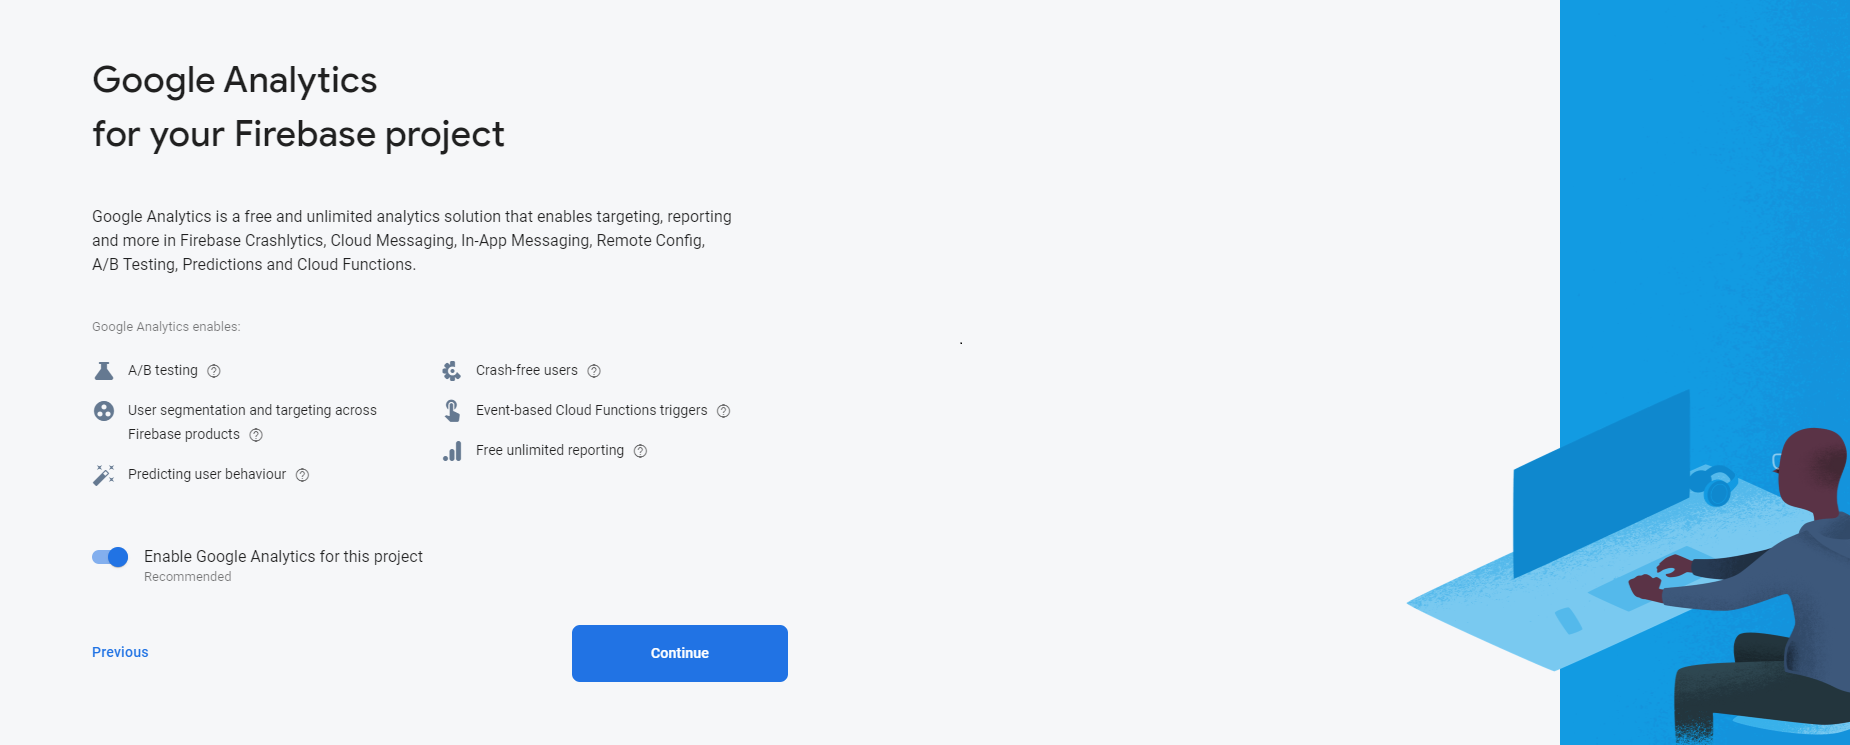 Google Analytics
for your Firebase project
Google Analytics is a free and unlimited analytics solution that enables targeting, reporting
and more in Firebase Crashlytics, Cloud Messaging, In-App Messaging, Remote Config,
A/B Testing, Predictions and Cloud Functions.
Google Analytics enables:
A/B testing
User segmentation and targeting across
Firebase products
Predicting user behaviour
Crash-free users
Event-based Cloud Functions triggers
Free unlimited reporting
Enable Google Analytics for this project
Recommended
Previous
Continue